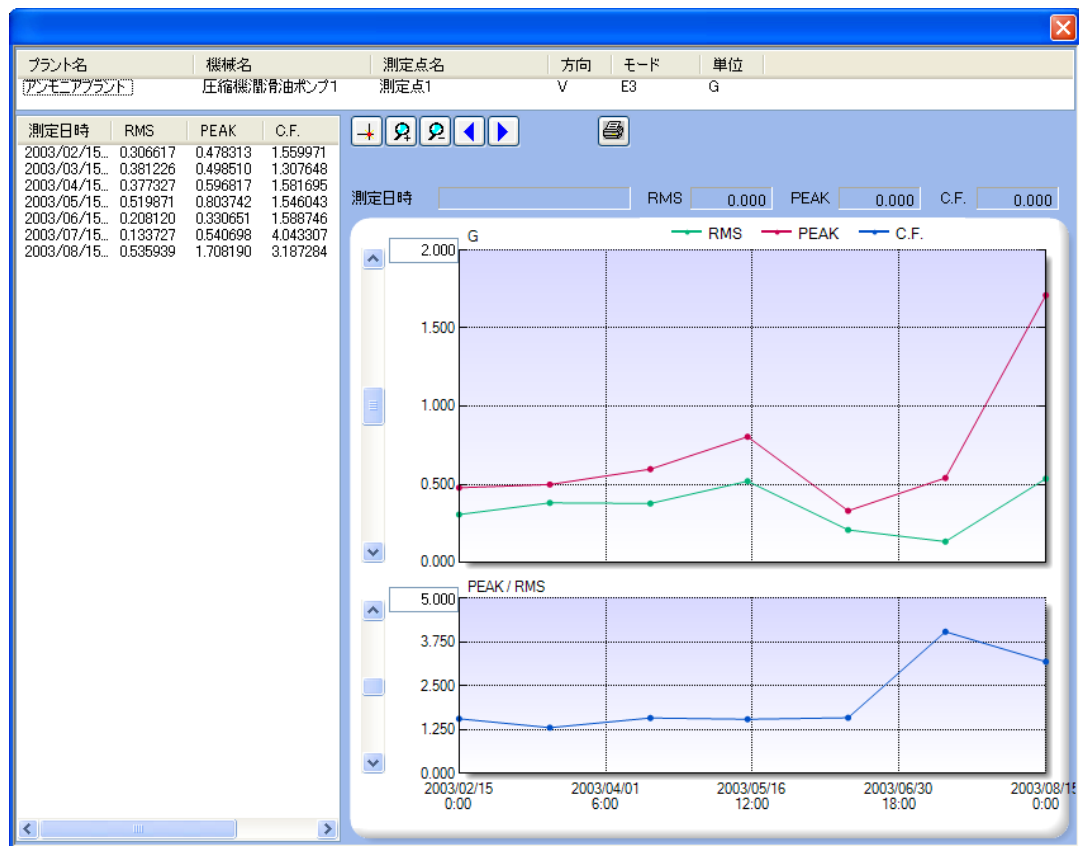 プラント名 機械名 測定点名 方向 モード 単位
アンモニアプラント 圧縮機潤滑油ポンプ1 測定点1 V E3 G
測定日時 RMS PEAK C.F.
2003/02/15... 0.306617 0.478313 1.559971
2003/03/15... 0.381226 0.498510 1.307648
2003/04/15... 0.377327 0.596817 1.581695
2003/05/15... 0.519871 0.803742 1.546043
2003/06/15... 0.208120 0.330651 1.588746
2003/07/15... 0.133727 0.540698 4.043307
2003/08/15... 0.535939 1.708190 3.187284
測定日時 RMS 0.000 PEAK 0.000 C.F. 0.000
G RMS PEAK C.F.
2.000
1.500
1.000
0.500
0.000
PEAK / RMS
5.000
3.750
2.500
1.250
0.000
2003/02/15 2003/04/01 2003/05/16 2003/06/30 2003/08/15
0:00 6:00 12:00 18:00 0:00